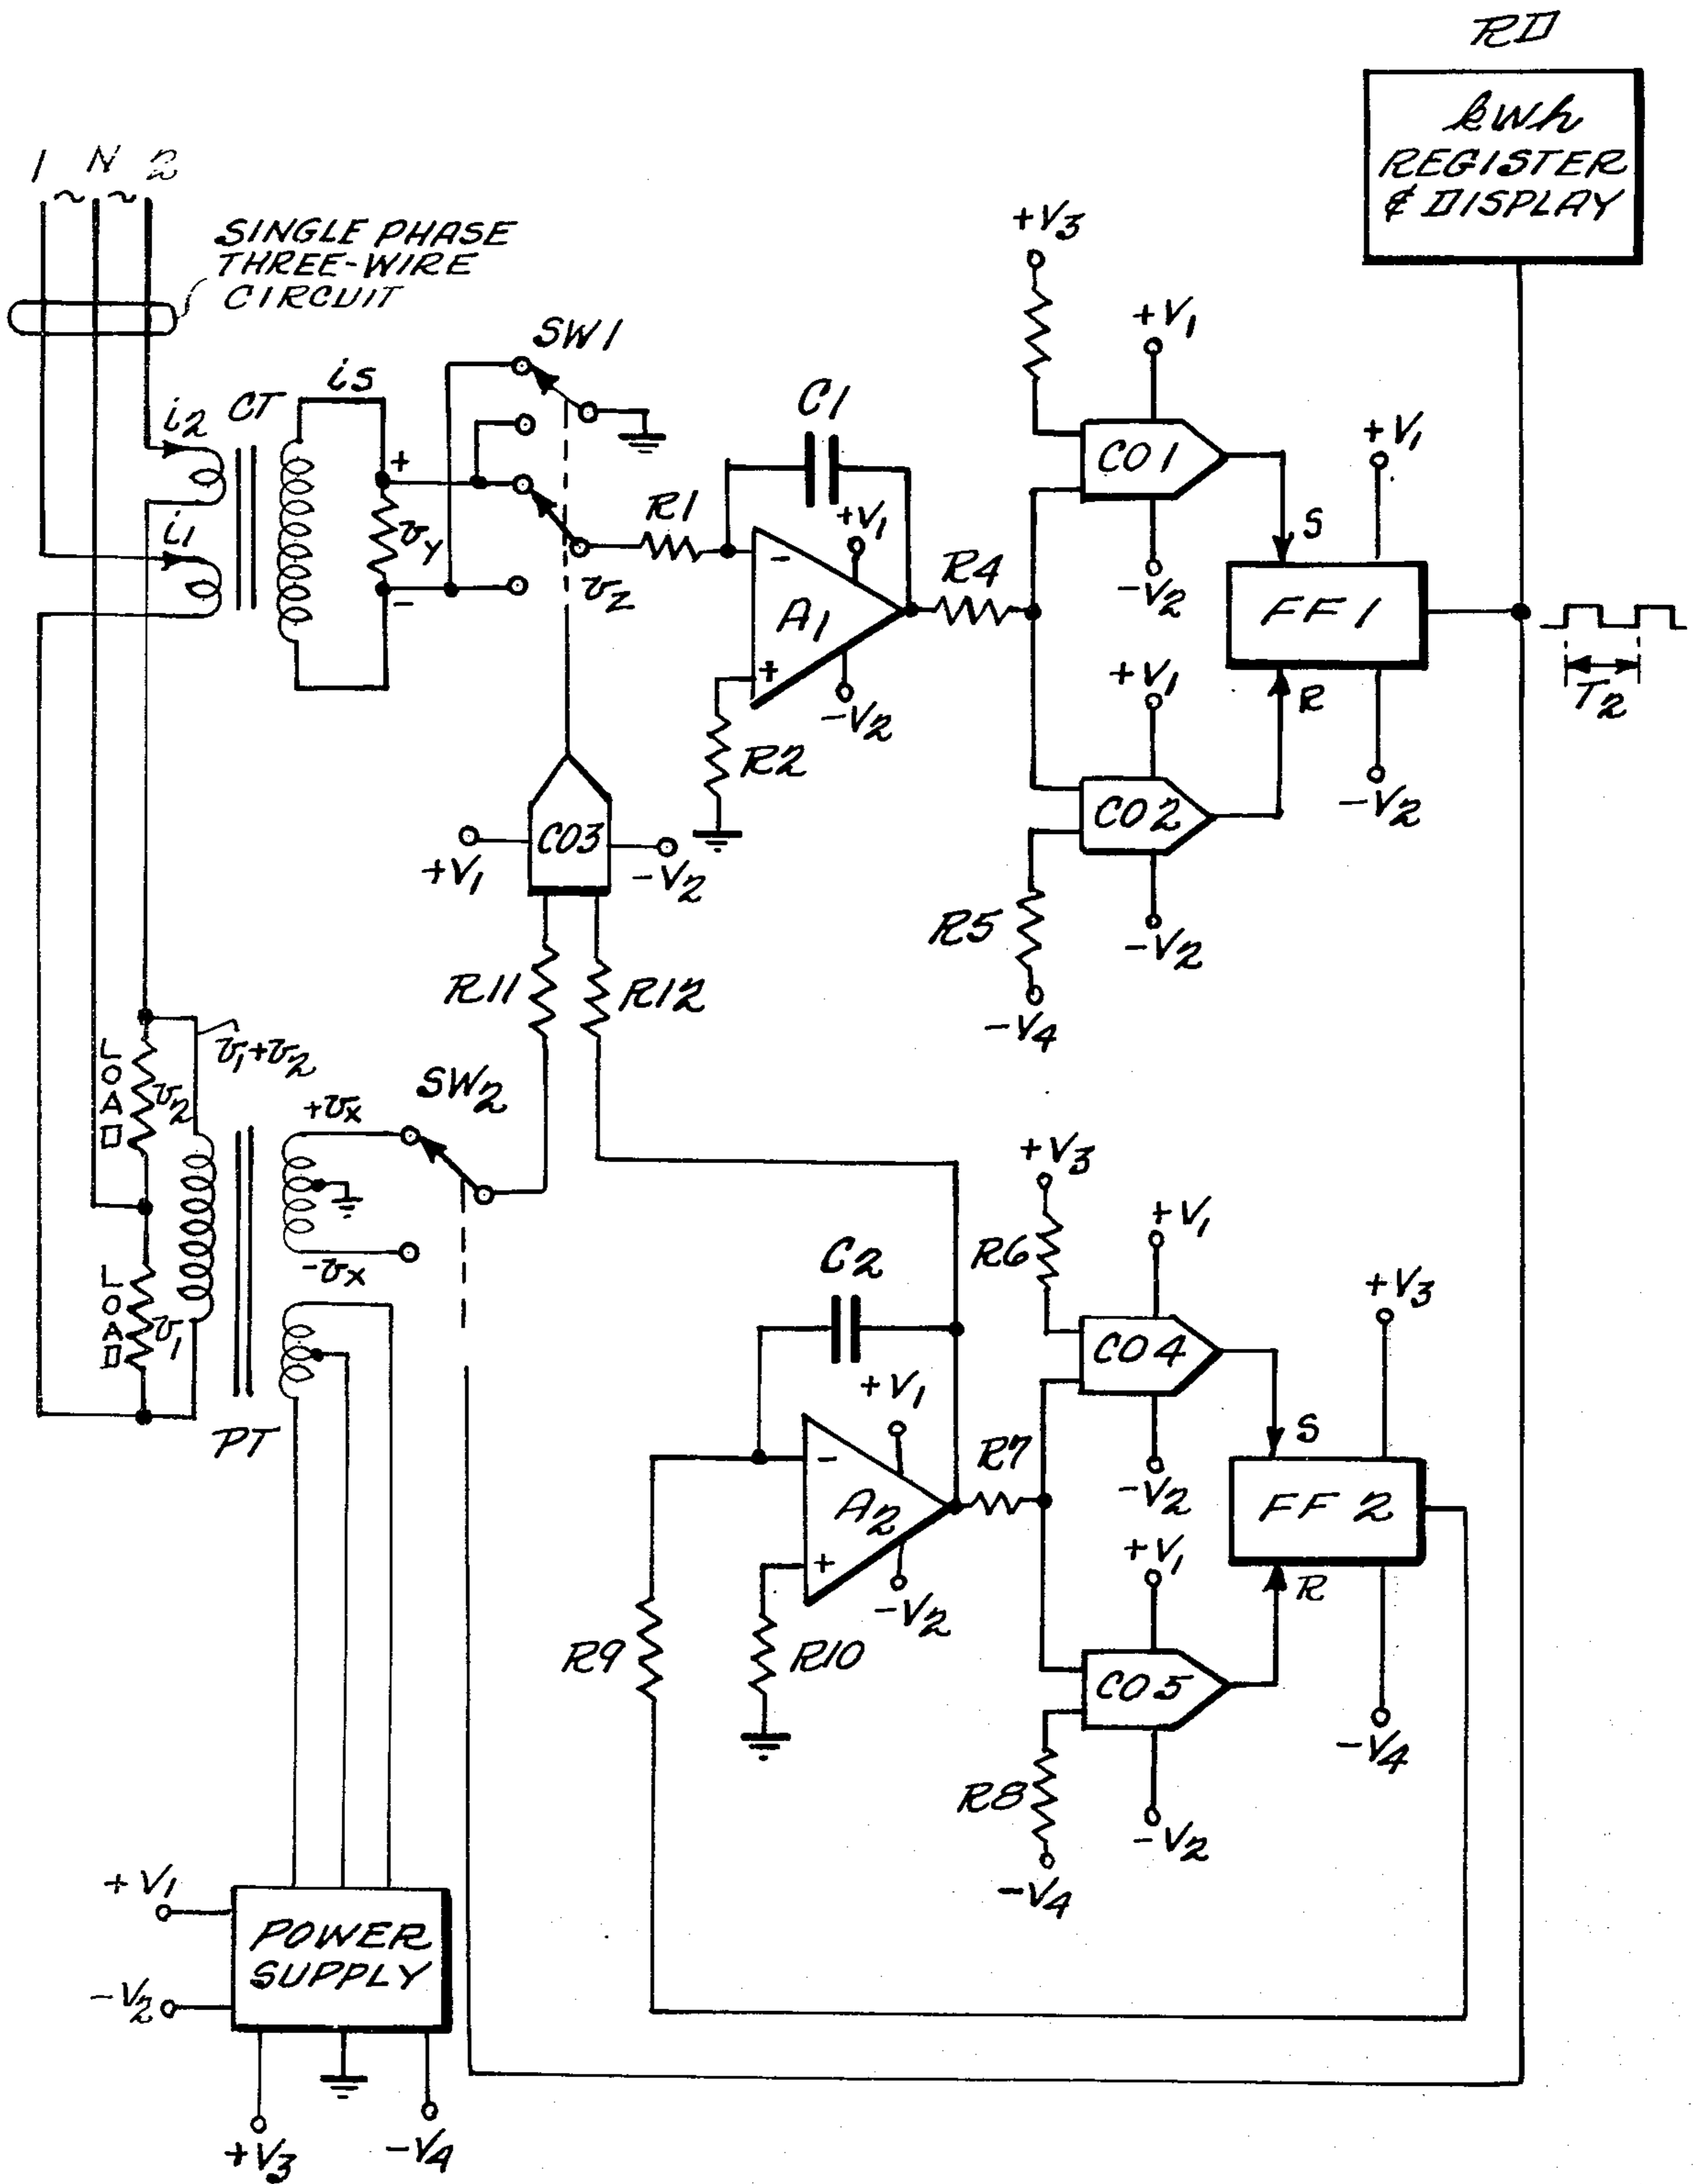 RD
kwh
REGISTER
& DISPLAY
1 N 2
~ ~
SINGLE PHASE
THREE-WIRE
CIRCUIT
+V3
+V1
SW1
is
CT
i2
C1
+V1
+
CO1
S
R1
+V1
-
vy
i1
-
vz
A1
+
-V2
R4
-V2
FF1
T2
+V1
R
-V2
R2
CO2
-V2
CO3
+V1
-V2
R5
-V2
R11
R12
-V4
v1+v2
LOAD
v2
SW2
+vx
+V3
+V1
R6
-vx
C2
+V3
LOAD
v1
CO4
+V1
PT
S
-
R7
-V2
A2
FF2
+V1
+
-V2
R
R9
R10
CO5
-V4
R8
-V2
+V1
-V4
POWER
SUPPLY
-V2
+V3
-V4